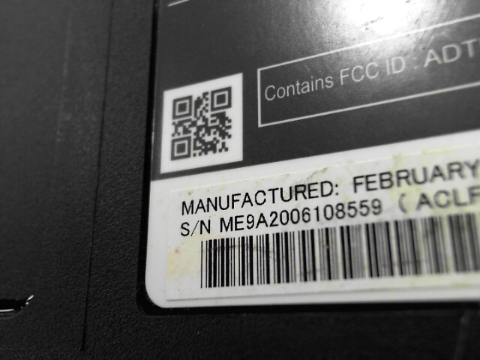 Contains FCC ID : ADT
MANUFACTURED: FEBRUARY
S/N ME9A2006108559 ( ACLF